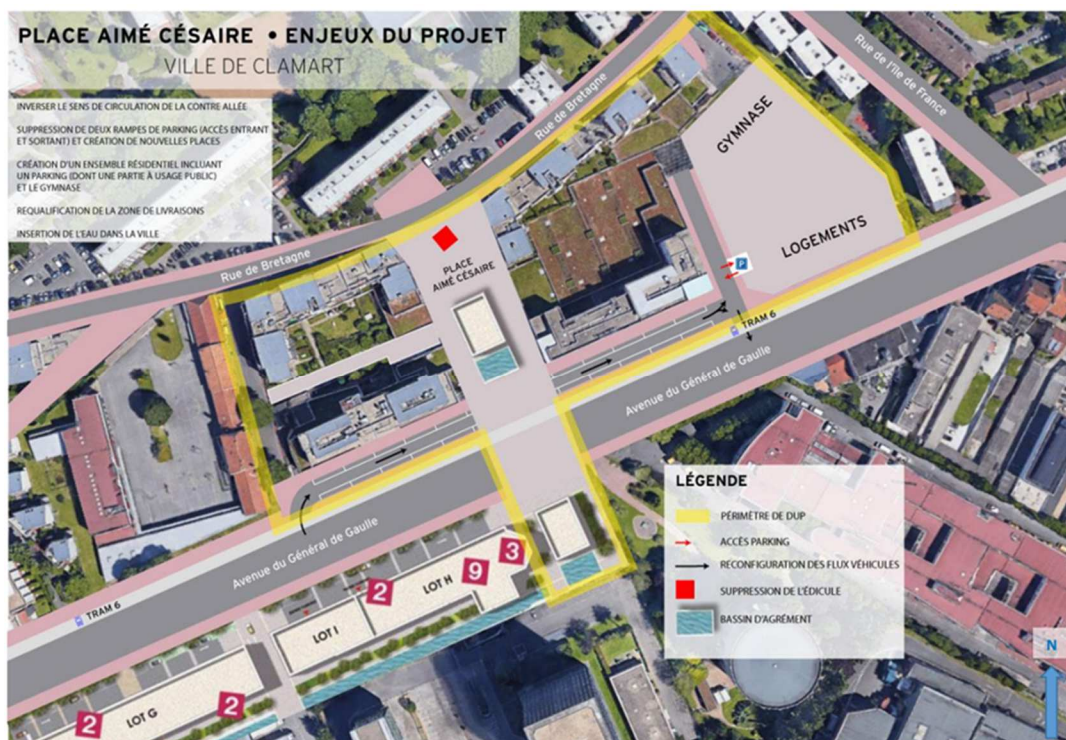 PLACE AIMÉ CÉSAIRE • ENJEUX DU PROJET
VILLE DE CLAMART
INVERSER LE SENS DE CIRCULATION DE LA CONTRE ALLÉE
SUPPRESSION DE DEUX RAMPES DE PARKING (ACCÈS ENTRANT
ET SORTANT) ET CRÉATION DE NOUVELLES PLACES
CRÉATION D'UN ENSEMBLE RÉSIDENTIEL INCLUANT
UN PARKING (DONT UNE PARTIE À USAGE PUBLIC)
ET LE GYMNASE
REQUALIFICATION DE LA ZONE DE LIVRAISONS
INSERTION DE L'EAU DANS LA VILLE
Rue de Bretagne
Rue de l'île de France
GYMNASE
LOGEMENTS
Rue de Bretagne
PLACE
AIMÉ CÉSAIRE
P
TRAM 6
Avenue du Général de Gaulle
Avenue du Général de Gaulle
TRAM 6
LOT H
LOT I
LOT G
3
9
2
2
2
LÉGENDE
PÉRIMÈTRE DE DUP
ACCÈS PARKING
RECONFIGURATION DES FLUX VÉHICULES
SUPPRESSION DE L'ÉDICULE
BASSIN D'AGRÉMENT
N